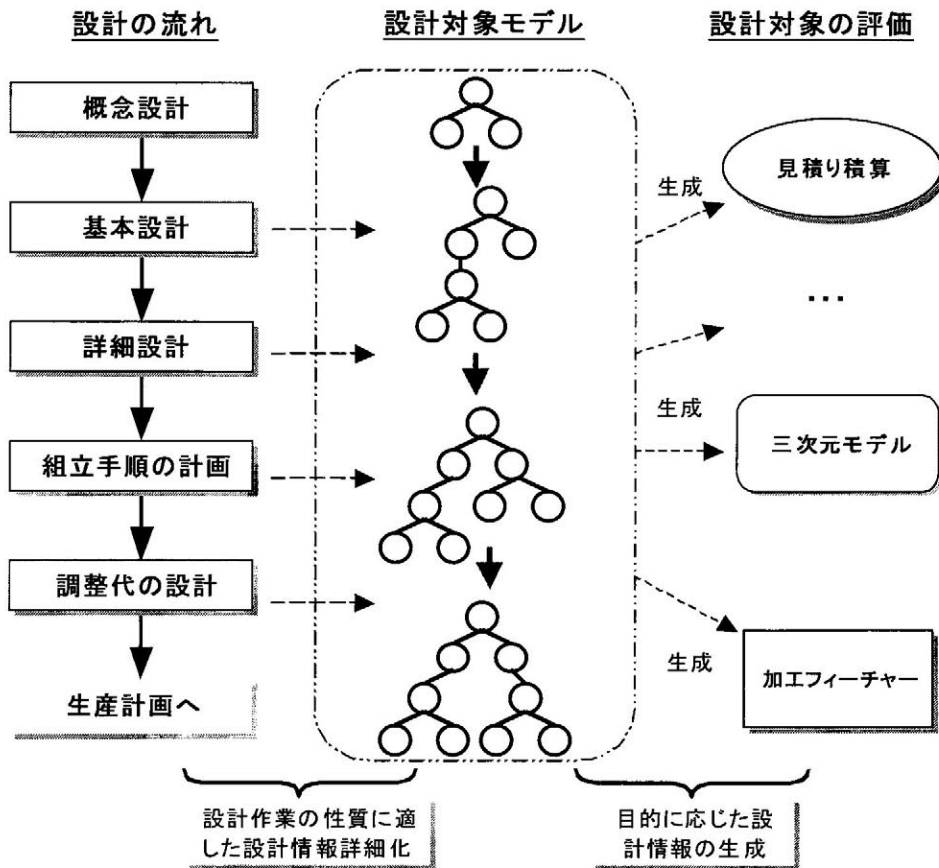 設計の流れ
設計対象モデル
設計対象の評価
概念設計
基本設計
詳細設計
組立手順の計画
調整代の設計
生産計画へ
生成
見積り積算
...
生成
三次元モデル
生成
加工フィーチャー
設計作業の性質に適
した設計情報詳細化
目的に応じた設
計情報の生成